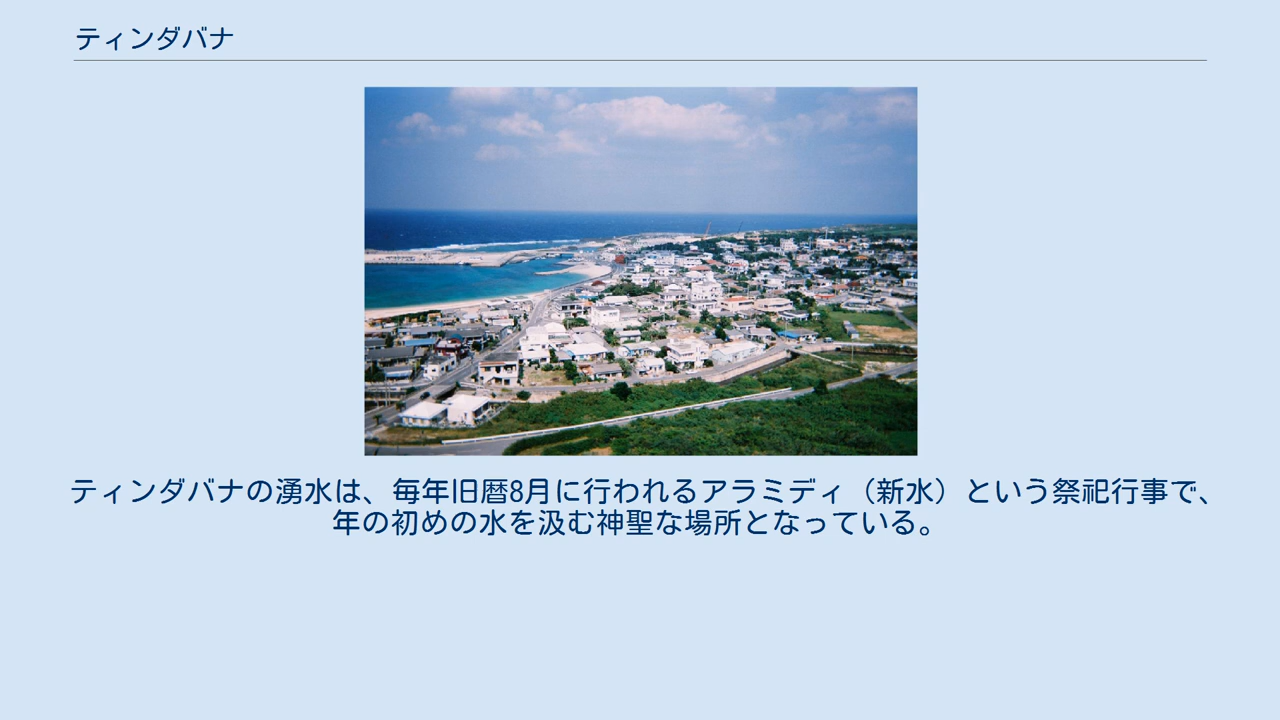 ティンダバナ
ティンダバナの湧水は、毎年旧暦8月に行われるアラミディ（新水）という祭祀行事で、
年の初めの水を汲む神聖な場所となっている。